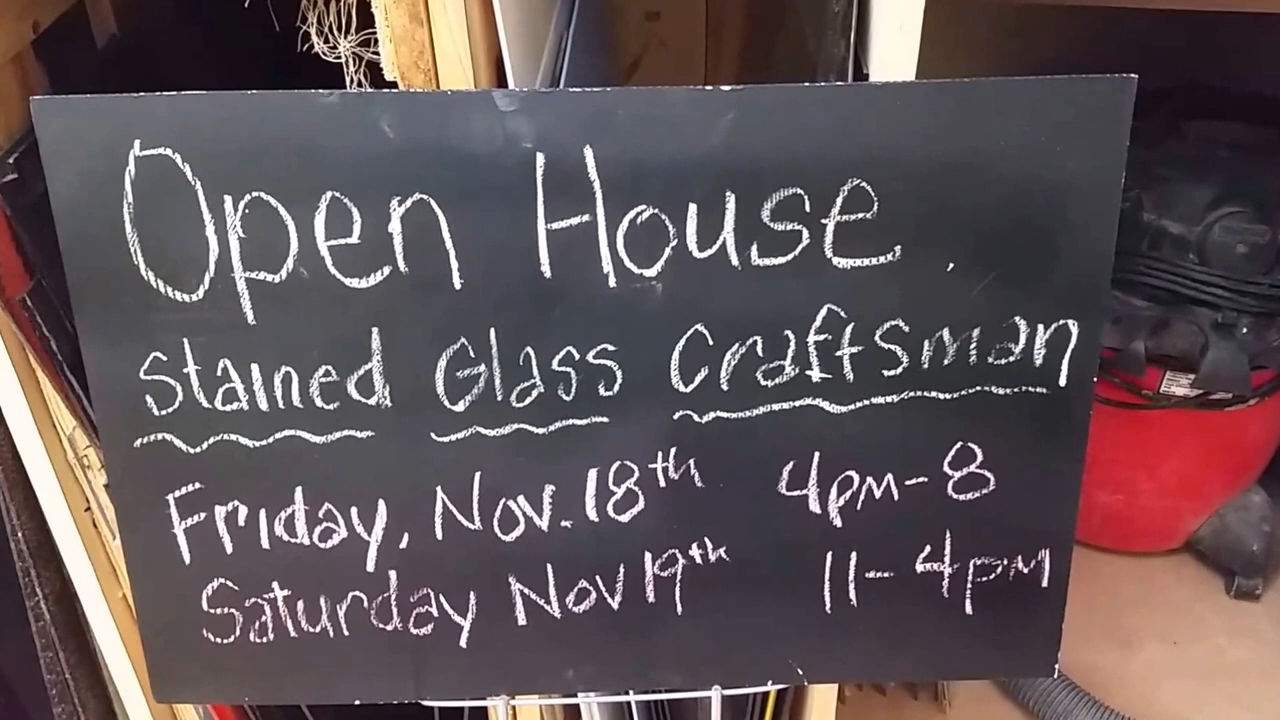 Open House.
Stained Glass Craftsman
Friday, Nov. 18th 4pm-8
Saturday Nov 19th 11-4pm